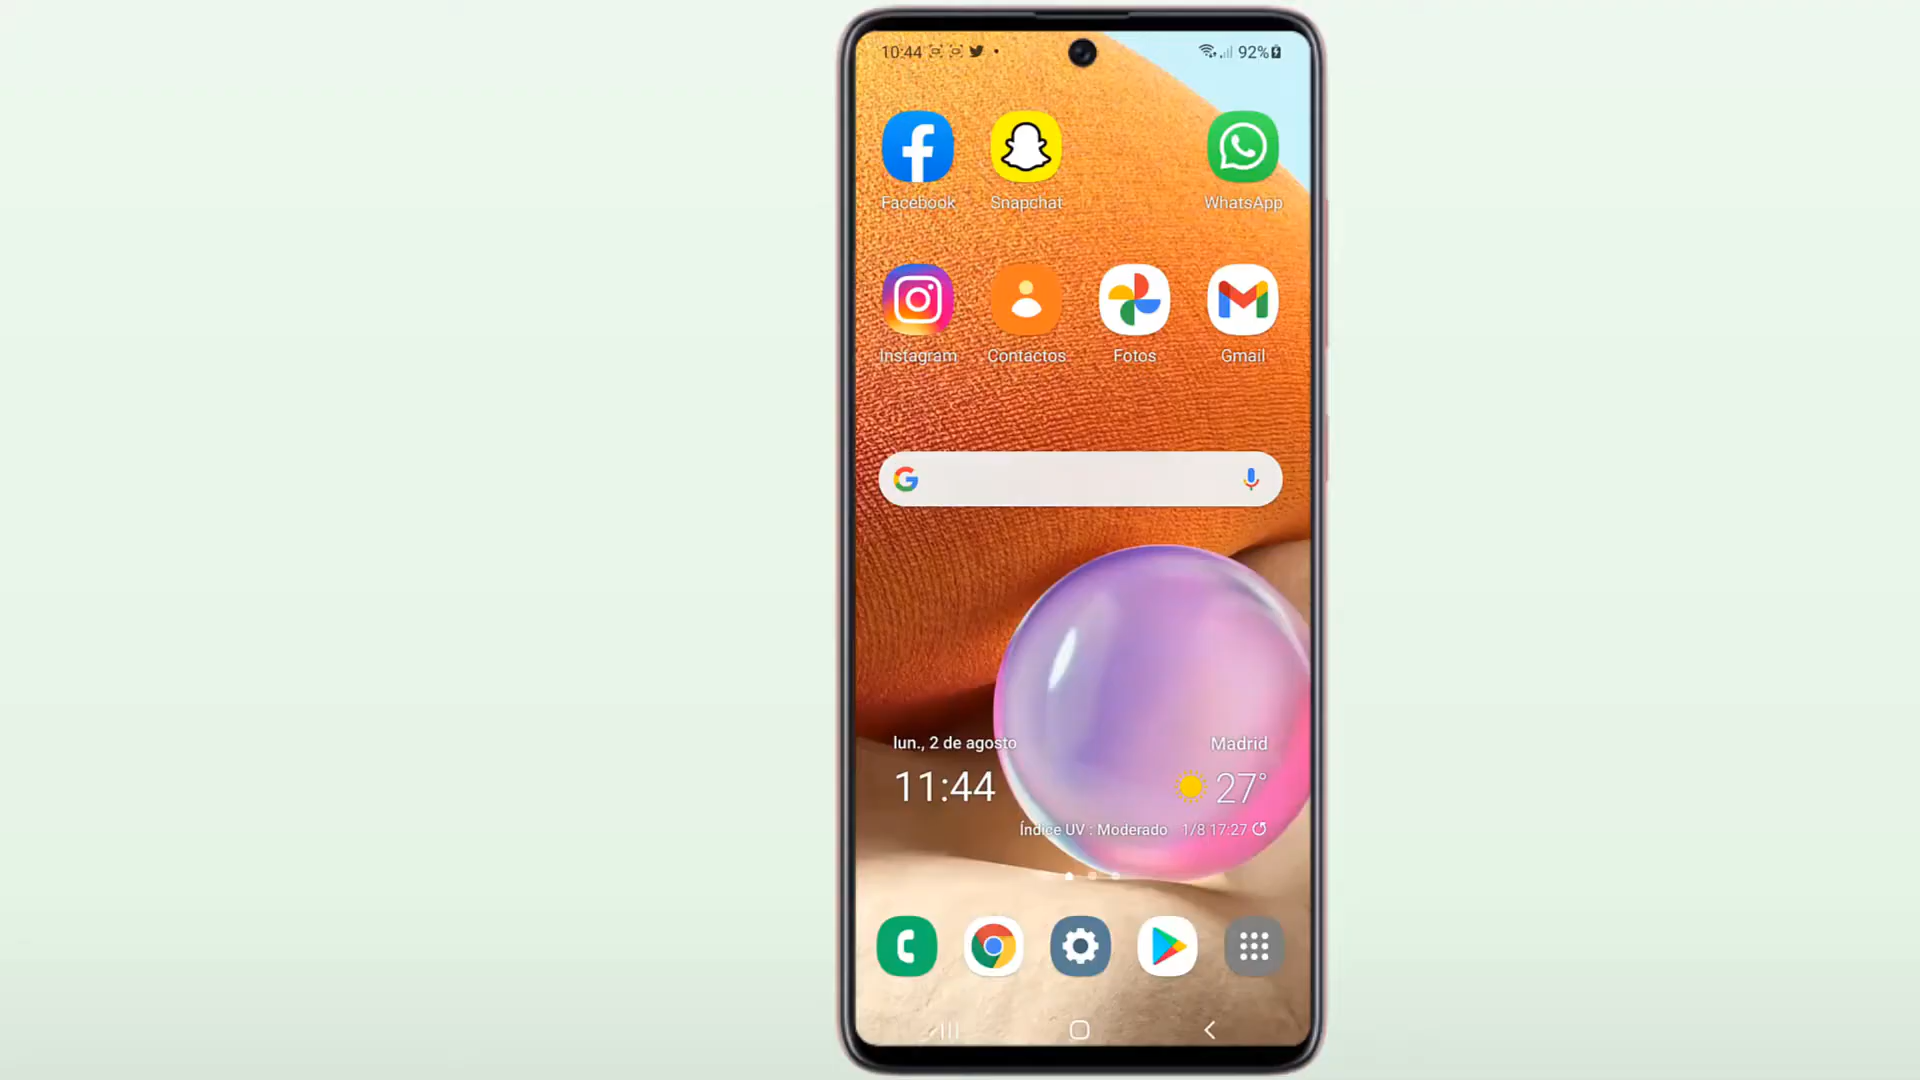 10:44
92%
Facebook
Snapchat
WhatsApp
Instagram
Contactos
Fotos
Gmail
lun., 2 de agosto
Madrid
11:44
27°
Índice UV : Moderado 1/8 17:27